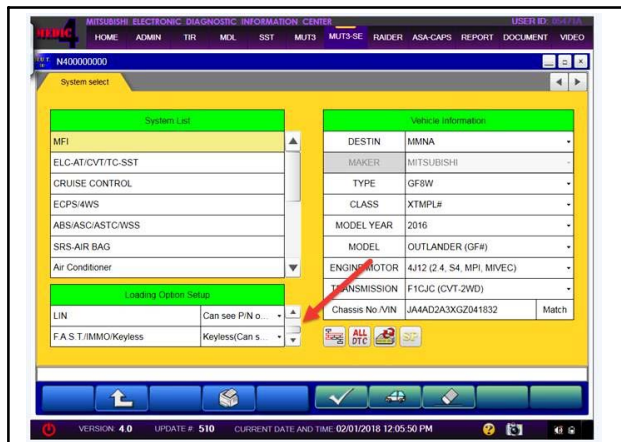 MITSUBISHI ELECTRONIC DIAGNOSTIC INFORMATION CENTER USER ID:
MEDIC 4 HOME ADMIN TIR MDL SST MUT3 MUT3-SE RAIDER ASA-CAPS REPORT DOCUMENT VIDEO
N400000000
System select
System List
MFI
ELC-AT/CVT/TC-SST
CRUISE CONTROL
ECPS/4WS
ABS/ASC/ASTC/WSS
SRS-AIR BAG
Air Conditioner
Loading Option Setup
LIN Can see P/N o...
F.A.S.T./IMMO/Keyless Keyless(Can s...
Vehicle Information
DESTIN MMNA
MAKER MITSUBISHI
TYPE GF8W
CLASS XTMPL#
MODEL YEAR 2016
MODEL OUTLANDER (GF#)
ENGINE/MOTOR 4J12 (2.4, S4, MPI, MIVEC)
TRANSMISSION F1CJC (CVT-2WD)
Chassis No./VIN JA4AD2A3XGZ041832 Match
ALL DTC
VERSION: 4.0 UPDATE # 510 CURRENT DATE AND TIME 02/01/2018 12:05:50 PM